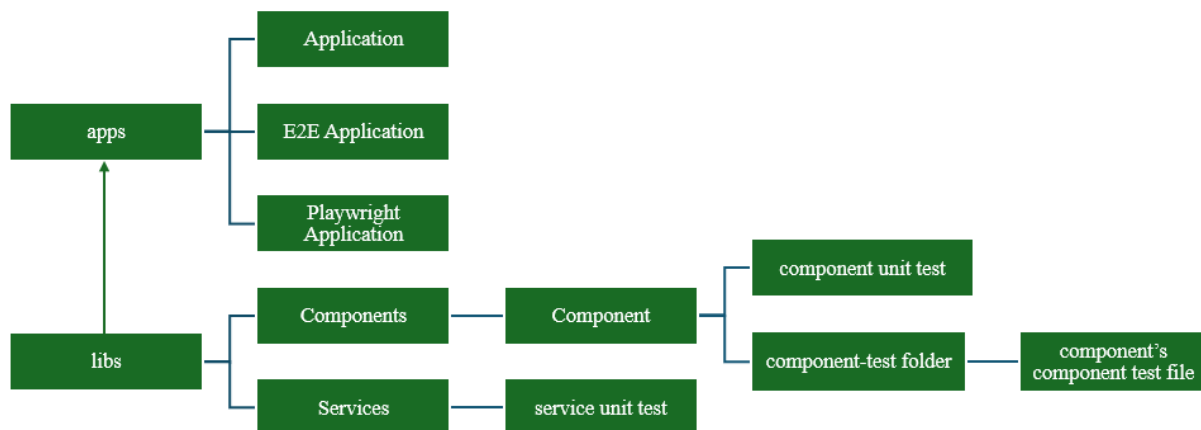 Application
apps
E2E Application
Playwright
Application
component unit test
Components
Component
libs
component-test folder
component’s
component test file
Services
service unit test